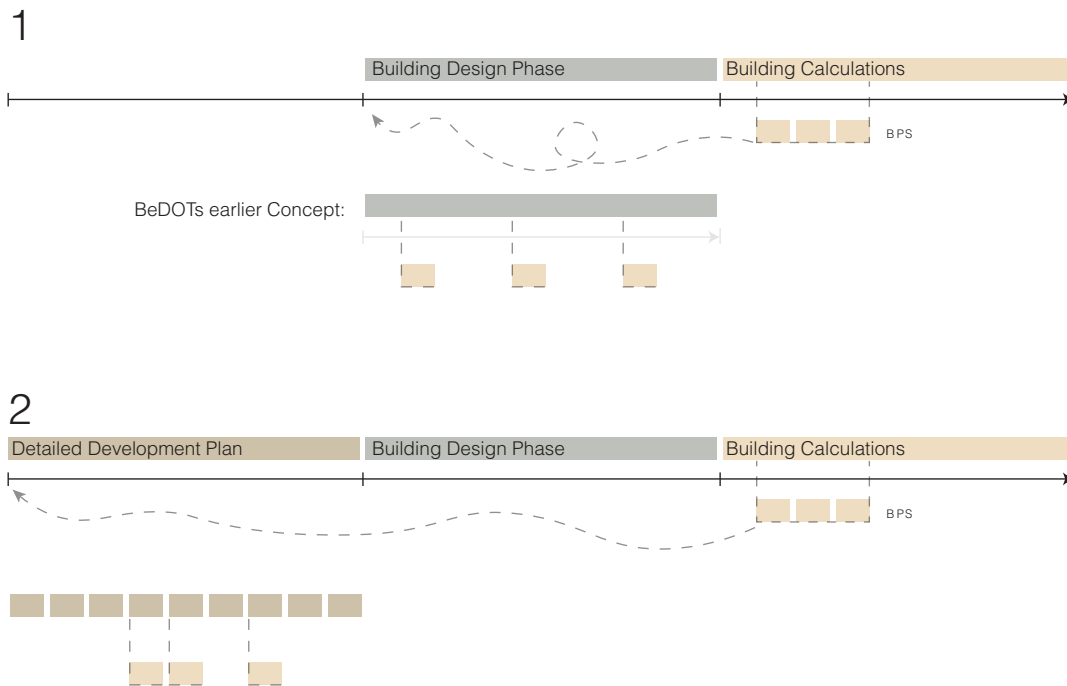 1
Building Design Phase
Building Calculations
BPS
BeDOTs earlier Concept:
2
Detailed Development Plan
Building Design Phase
Building Calculations
BPS